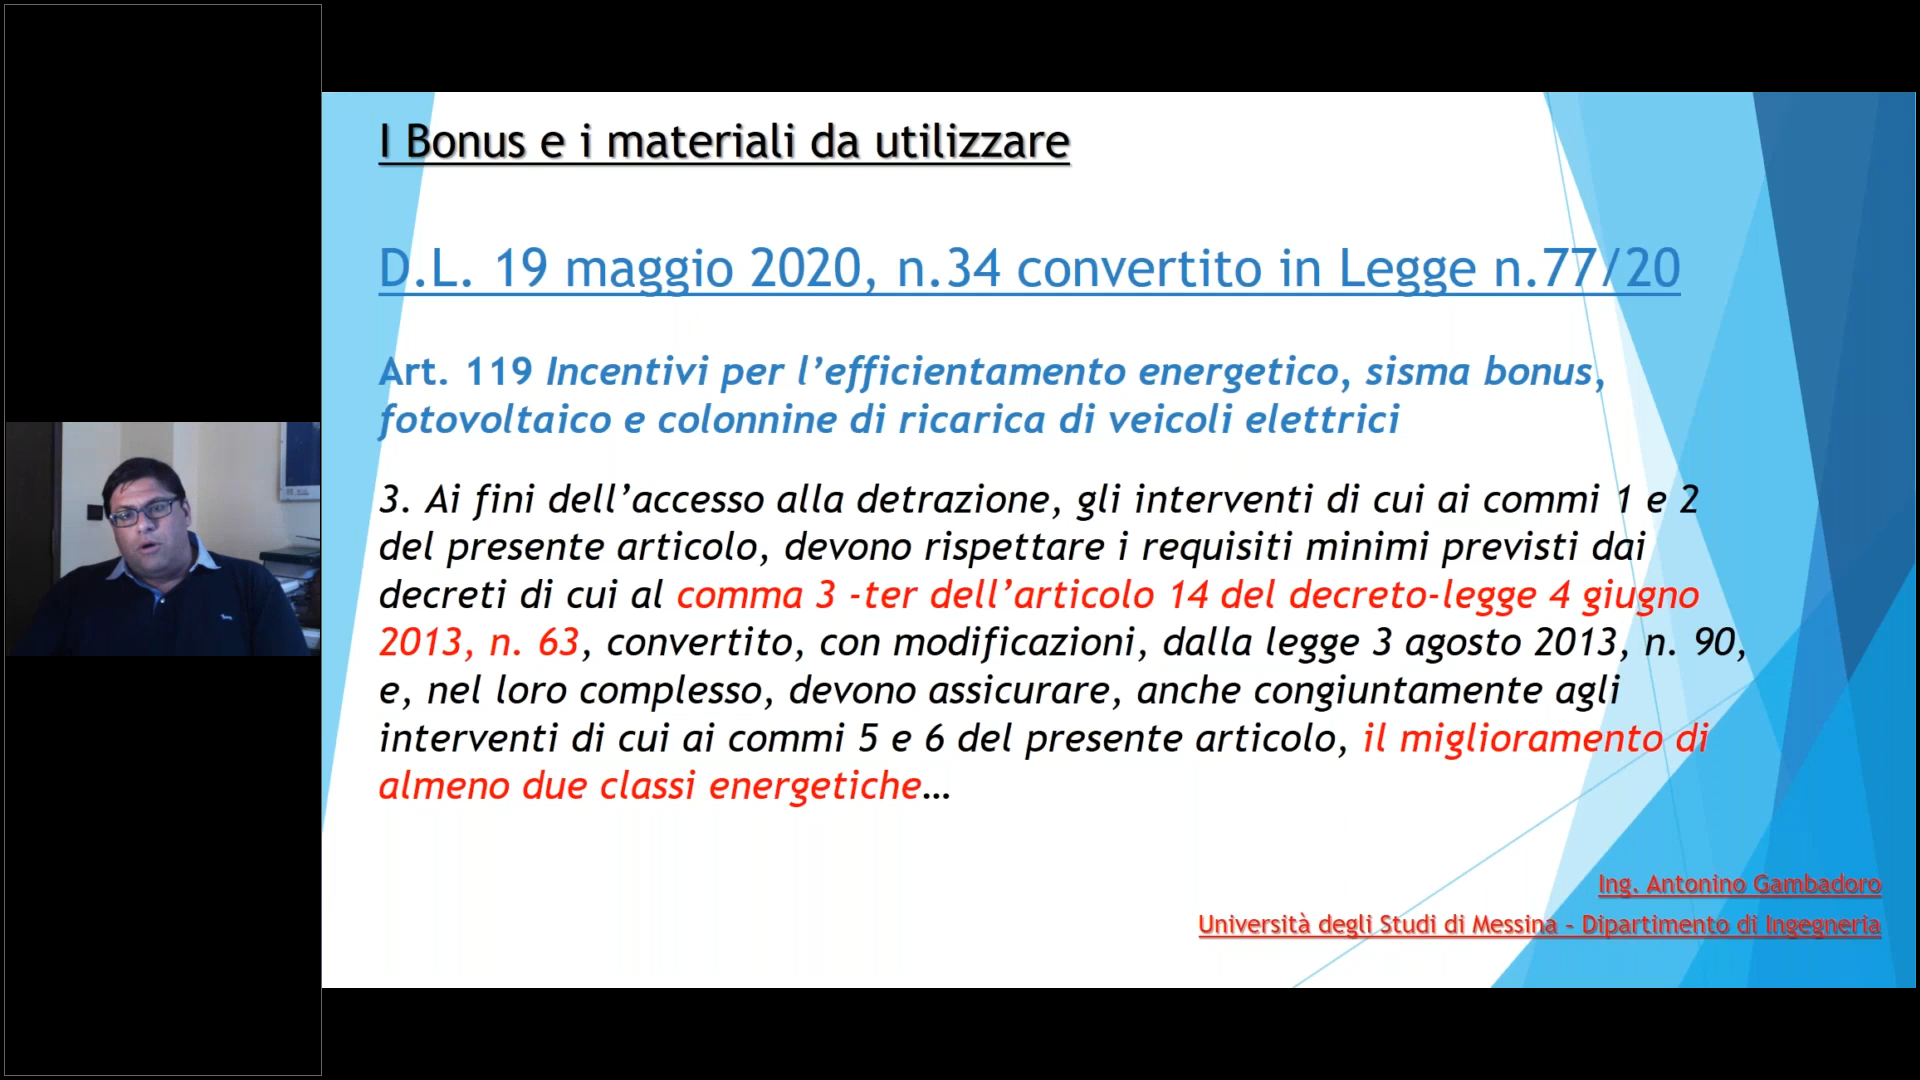 I Bonus e i materiali da utilizzare
D.L. 19 maggio 2020, n.34 convertito in Legge n.77/20
Art. 119 Incentivi per l’efficientamento energetico, sisma bonus,
fotovoltaico e colonnine di ricarica di veicoli elettrici
3. Ai fini dell’accesso alla detrazione, gli interventi di cui ai commi 1 e 2
del presente articolo, devono rispettare i requisiti minimi previsti dai
decreti di cui al comma 3 -ter dell’articolo 14 del decreto-legge 4 giugno
2013, n. 63, convertito, con modificazioni, dalla legge 3 agosto 2013, n. 90,
e, nel loro complesso, devono assicurare, anche congiuntamente agli
interventi di cui ai commi 5 e 6 del presente articolo, il miglioramento di
almeno due classi energetiche…
Ing. Antonino Gambadoro
Università degli Studi di Messina - Dipartimento di Ingegneria